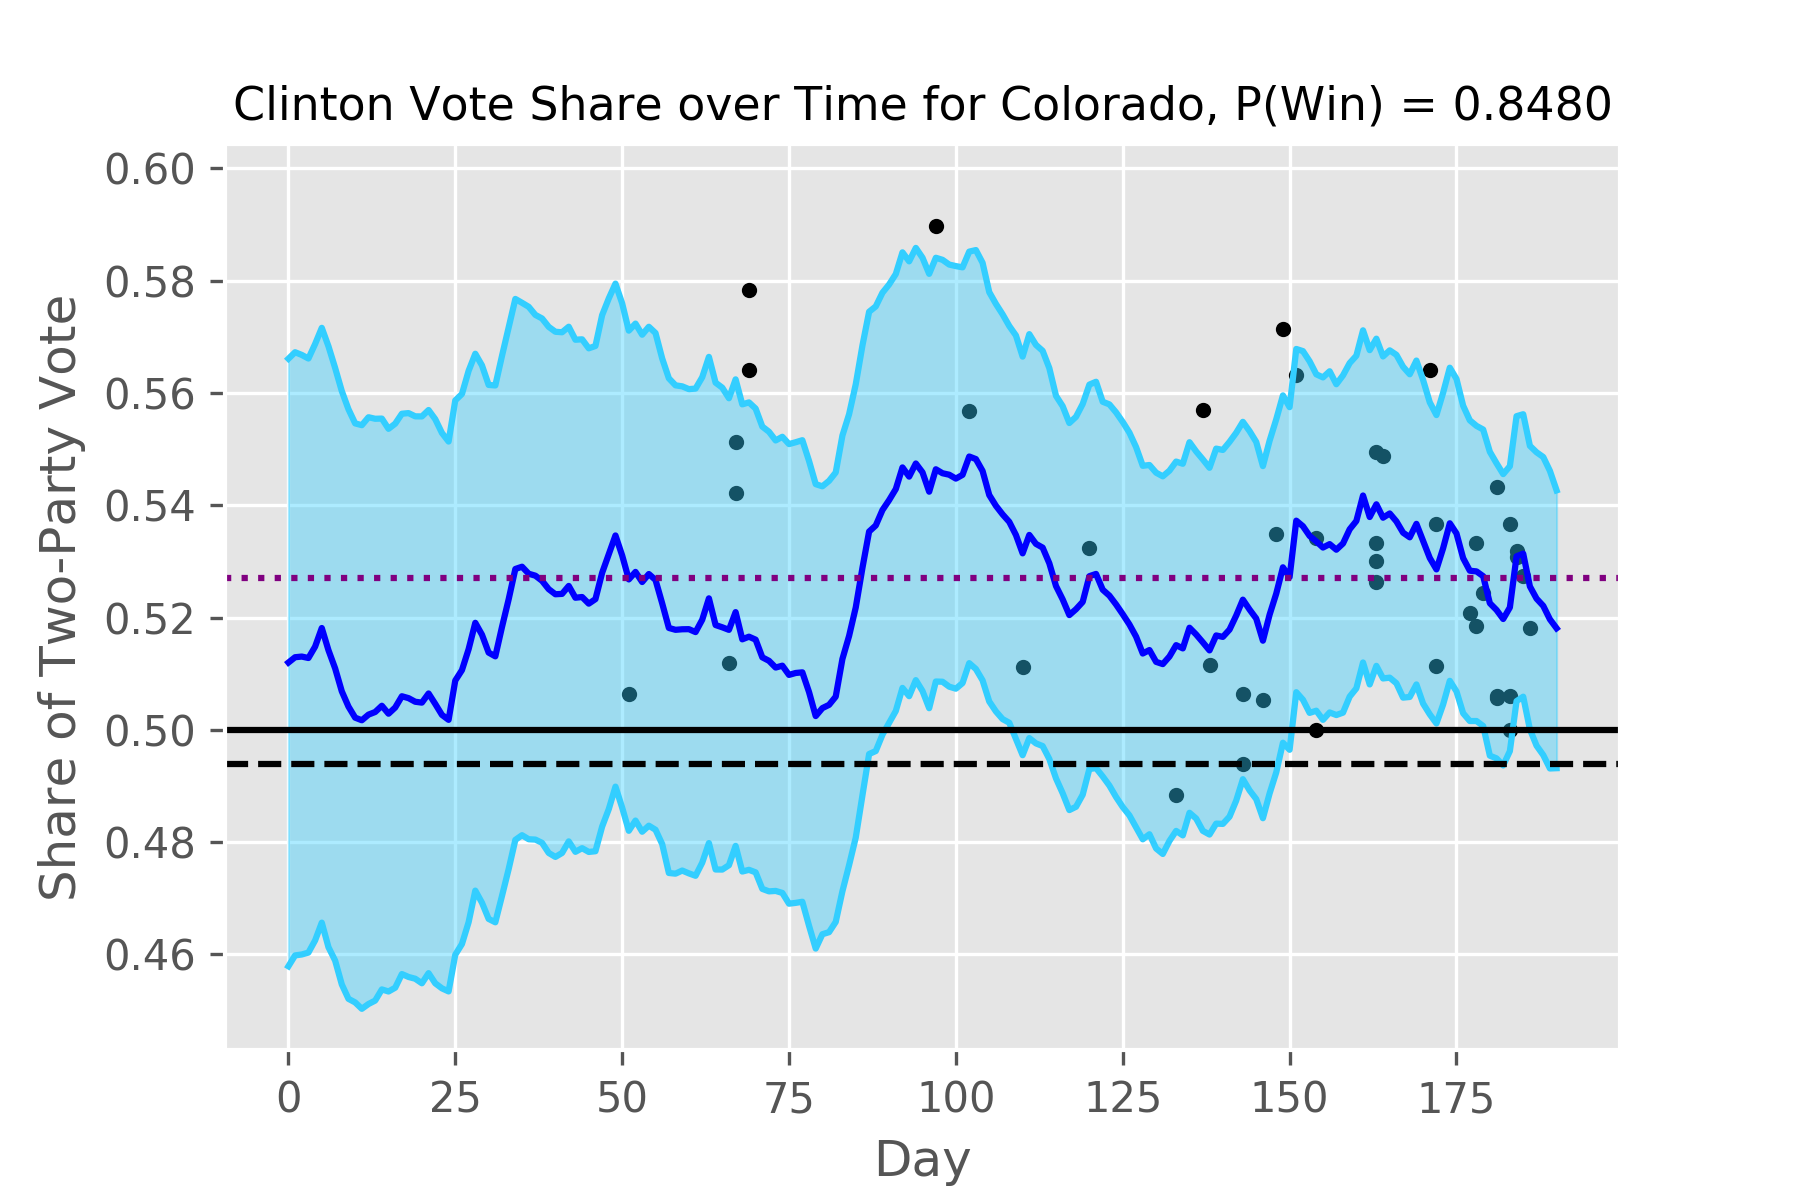 Clinton Vote Share over Time for Colorado, P(Win) = 0.8480
0.60
0.58
0.56
0.54
0.52
0.50
0.48
0.46
Share of Two-Party Vote
0 25 50 75 100 125 150 175
Day